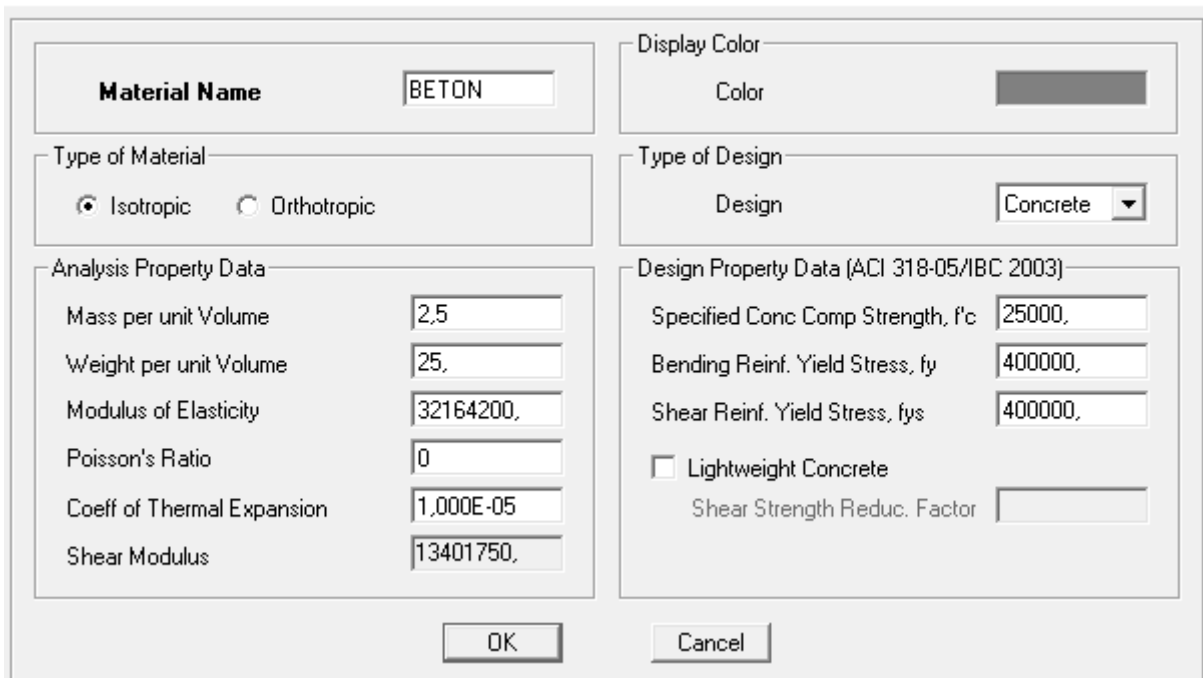 Material Name BETON
Display Color
Color
Type of Material
Isotropic Orthotropic
Type of Design
Design Concrete
Analysis Property Data
Mass per unit Volume 2,5
Weight per unit Volume 25,
Modulus of Elasticity 32164200,
Poisson's Ratio 0
Coeff of Thermal Expansion 1,000E-05
Shear Modulus 13401750,
Design Property Data (ACI 318-05/IBC 2003)
Specified Conc Comp Strength, f'c 25000,
Bending Reinf. Yield Stress, fy 400000,
Shear Reinf. Yield Stress, fys 400000,
Lightweight Concrete
Shear Strength Reduc. Factor
OK Cancel